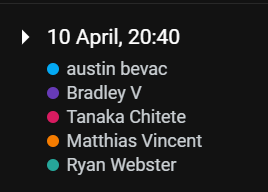 10 April, 20:40
austin bevac
Bradley V
Tanaka Chitete
Matthias Vincent
Ryan Webster